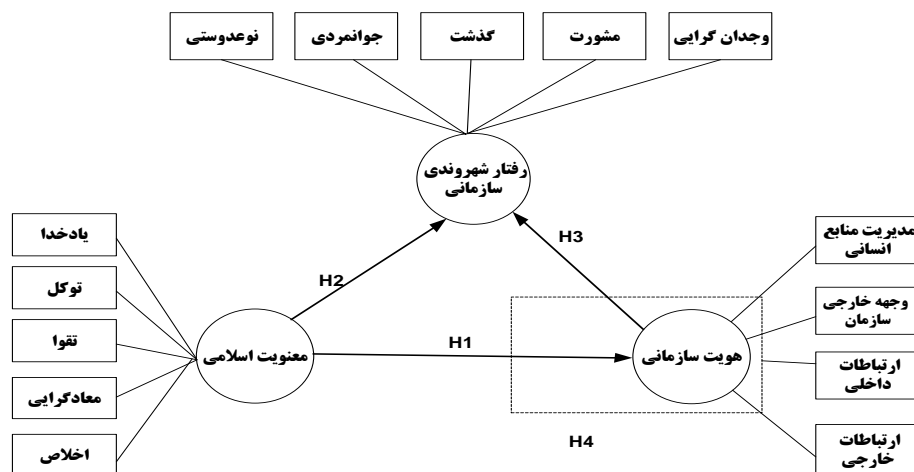 وجدان گرایی
مشورت
گذشت
جوانمردی
نوعدوستی
رفتار شهروندی
سازمانی
مدیریت منابع
انسانی
وجهه خارجی
سازمان
ارتباطات
داخلی
ارتباطات
خارجی
هویت سازمانی
H3
H2
H1
H4
معنویت اسلامی
یادخدا
توکل
تقوا
معادگرایی
اخلاص